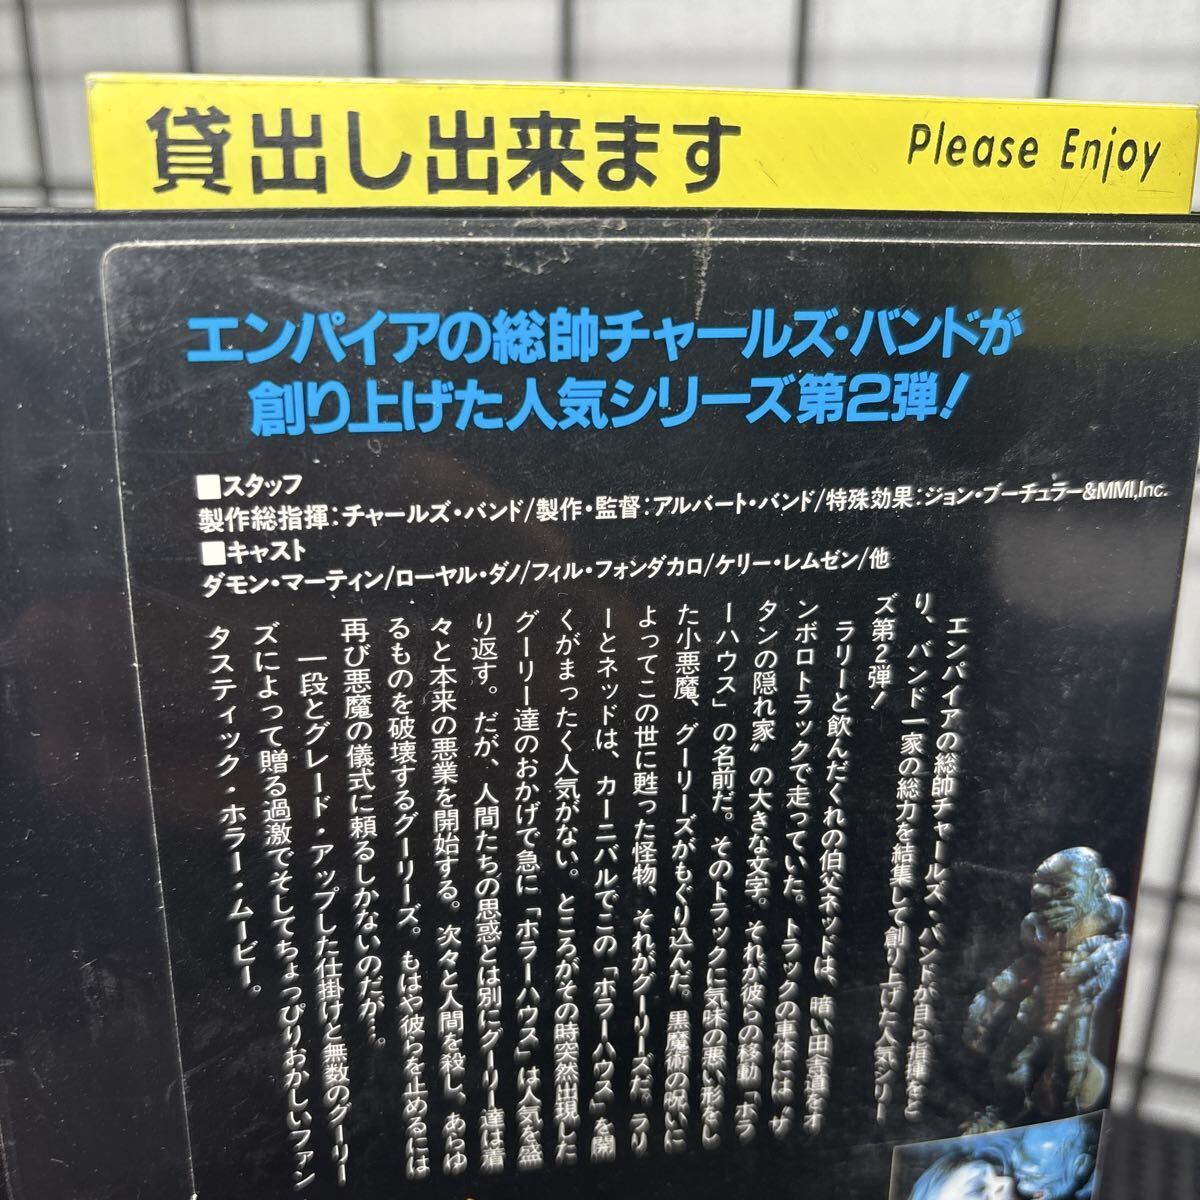 貸出し出来ます
Please Enjoy
エンパイアの総帥チャールズ・バンドが
創り上げた人気シリーズ第2弾!
■スタッフ
製作総指揮:チャールズ・バンド/製作・監督:アルバート・バンド/特殊効果:ジョン・ブーチュラー&MMI,Inc.
■キャスト
ダモン・マーティン/ローヤル・ダノ/フィル・フォンダカロ/ケリー・レムゼン/他
エンパイアの総帥チャールズ・バンドが自ら指揮をと
り、バンド一家の総力を結集して創り上げた人気シリー
ズ第2弾!
ラリーと飲んだくれの伯父ネッドは、暗い田舎道をオ
ンボロトラックで走っていた。トラックの車体には〝サ
タンの隠れ家〟の大きな文字。それが彼らの移動「ホラ
ーハウス」の名前だ。そのトラックに気味の悪い形をし
た小悪魔、グーリーズがもぐり込んだ。黒魔術の呪いに
よってこの世に甦った怪物、それがグーリーズだ。ラリ
ーとネッドは、カーニバルでこの「ホラーハウス」を開
くがまったく人気がない。ところがその時突然出現した
グーリー達のおかげで急に「ホラーハウス」は人気を盛
り返す。だが、人間たちの思惑とは別にグーリー達は着
々と本来の悪業を開始する。次々と人間を殺し、あらゆ
るものを破壊するグーリーズ。もはや彼らを止めるには
再び悪魔の儀式に頼るしかないのだが…。
一段とグレード・アップした仕掛けと無数のグーリー
ズによって贈る過激でそしてちょっぴりおかしいファン
タスティック・ホラー・ムービー。